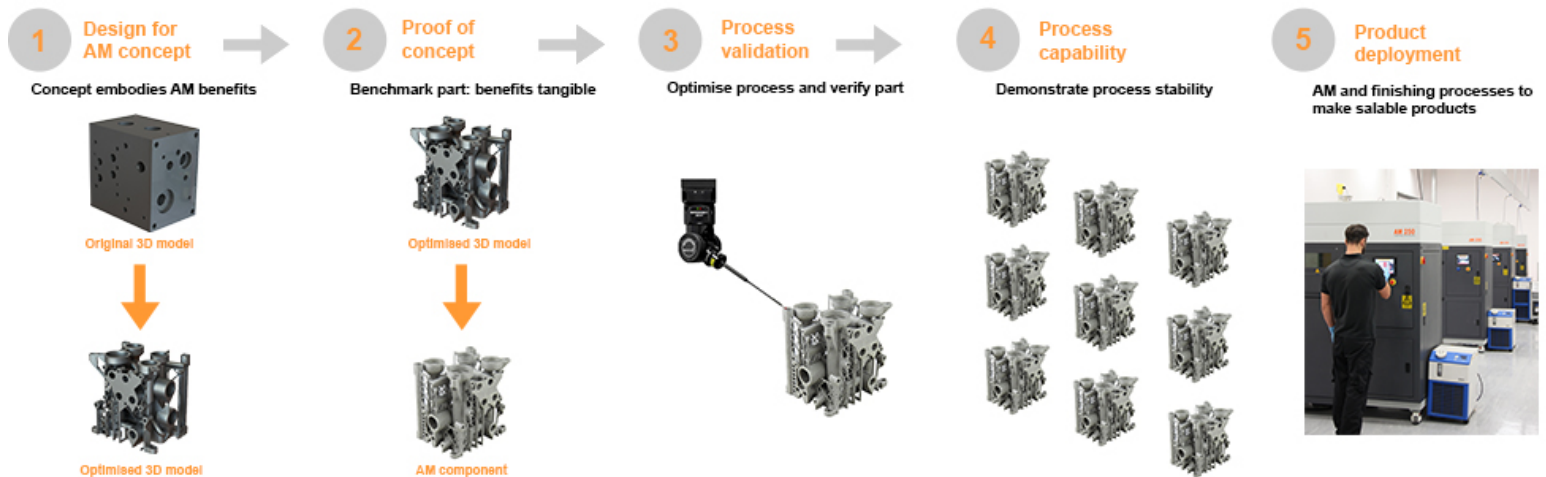 1
Design for
AM concept
Concept embodies AM benefits
Original 3D model
Optimised 3D model
2
Proof of
concept
Benchmark part: benefits tangible
Optimised 3D model
AM component
3
Process
validation
Optimise process and verify part
4
Process
capability
Demonstrate process stability
5
Product
deployment
AM and finishing processes to
make salable products
AM 250